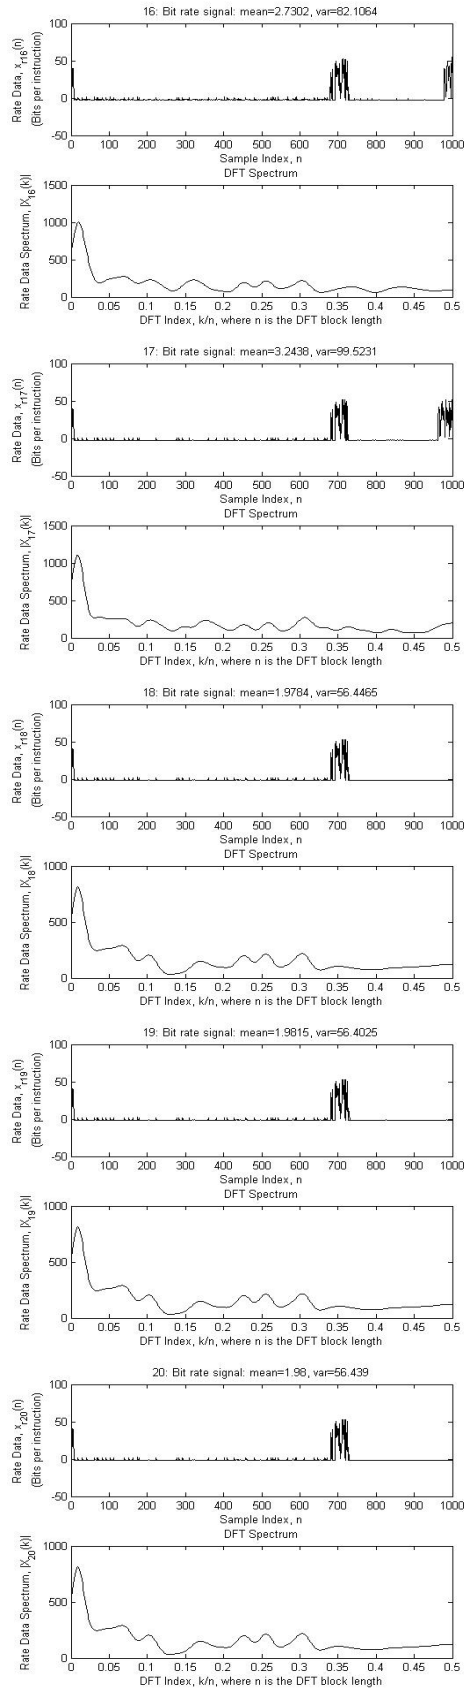 16: Bit rate signal: mean=2.7302, var=82.1064
Rate Data, x_r16(n)
(Bits per instruction)
100
50
0
-50
0 100 200 300 400 500 600 700 800 900 1000
Sample Index, n
DFT Spectrum
Rate Data Spectrum, |X_16(k)|
1500
1000
500
0
0 0.05 0.1 0.15 0.2 0.25 0.3 0.35 0.4 0.45 0.5
DFT Index, k/n, where n is the DFT block length
17: Bit rate signal: mean=3.2438, var=99.5231
Rate Data, x_r17(n)
(Bits per instruction)
100
50
0
-50
0 100 200 300 400 500 600 700 800 900 1000
Sample Index, n
DFT Spectrum
Rate Data Spectrum, |X_17(k)|
1500
1000
500
0
0 0.05 0.1 0.15 0.2 0.25 0.3 0.35 0.4 0.45 0.5
DFT Index, k/n, where n is the DFT block length
18: Bit rate signal: mean=1.9784, var=56.4465
Rate Data, x_r18(n)
(Bits per instruction)
100
50
0
-50
0 100 200 300 400 500 600 700 800 900 1000
Sample Index, n
DFT Spectrum
Rate Data Spectrum, |X_18(k)|
1000
500
0
0 0.05 0.1 0.15 0.2 0.25 0.3 0.35 0.4 0.45 0.5
DFT Index, k/n, where n is the DFT block length
19: Bit rate signal: mean=1.9815, var=56.4025
Rate Data, x_r19(n)
(Bits per instruction)
100
50
0
-50
0 100 200 300 400 500 600 700 800 900 1000
Sample Index, n
DFT Spectrum
Rate Data Spectrum, |X_19(k)|
1000
500
0
0 0.05 0.1 0.15 0.2 0.25 0.3 0.35 0.4 0.45 0.5
DFT Index, k/n, where n is the DFT block length
20: Bit rate signal: mean=1.98, var=56.439
Rate Data, x_r20(n)
(Bits per instruction)
100
50
0
-50
0 100 200 300 400 500 600 700 800 900 1000
Sample Index, n
DFT Spectrum
Rate Data Spectrum, |X_20(k)|
1000
500
0
0 0.05 0.1 0.15 0.2 0.25 0.3 0.35 0.4 0.45 0.5
DFT Index, k/n, where n is the DFT block length